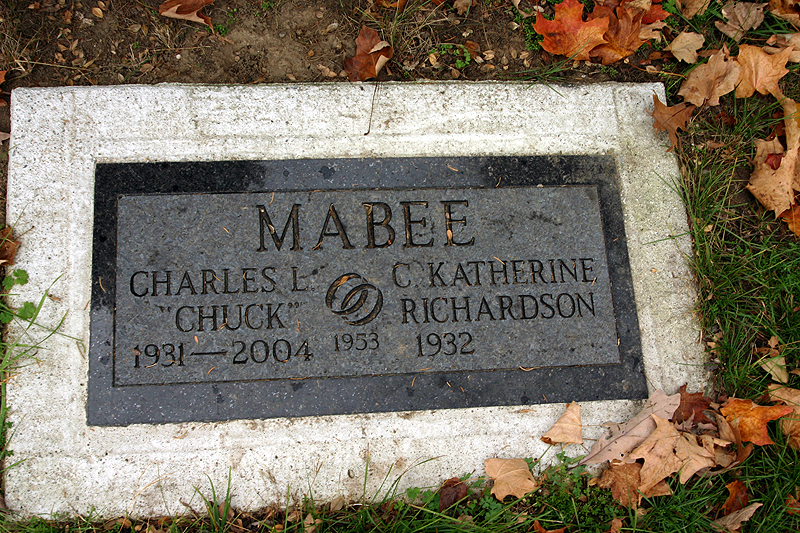 MABEE
CHARLES L. C. KATHERINE
"CHUCK" RICHARDSON
1931—2004 1953 1932